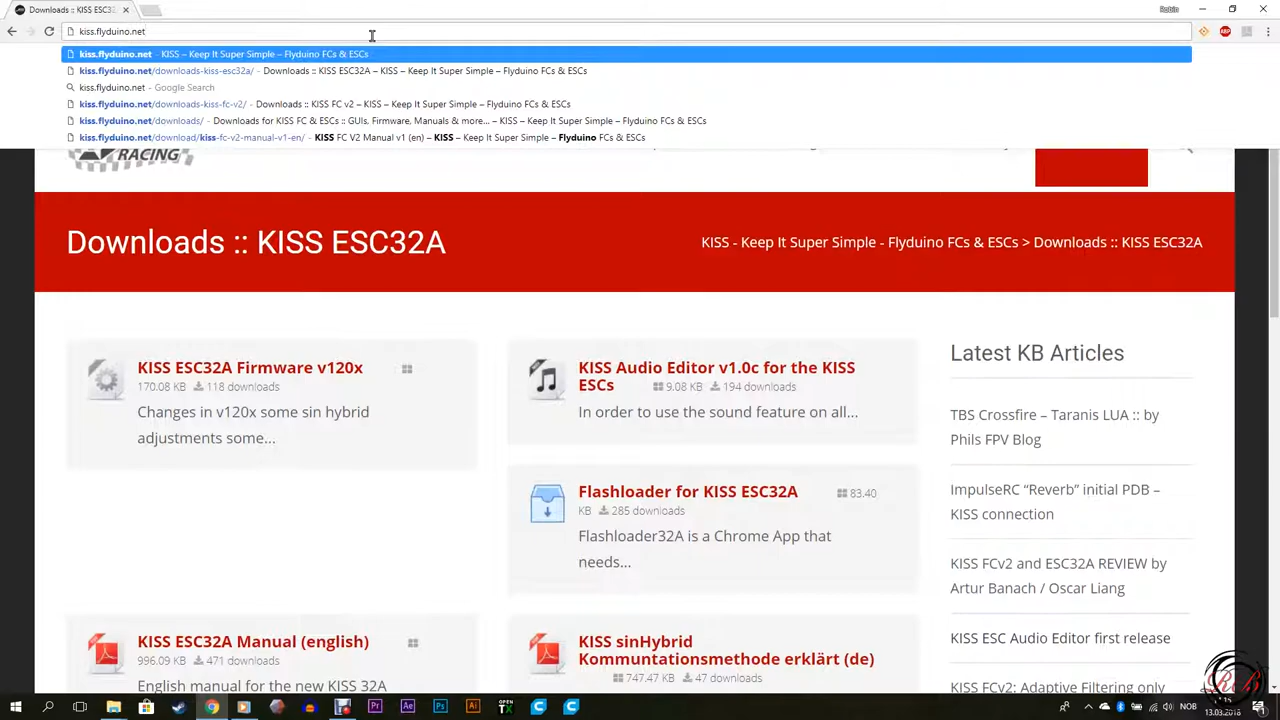 Downloads :: KISS ESC32
Robin
kiss.flyduino.net
kiss.flyduino.net - KISS – Keep It Super Simple – Flyduino FCs & ESCs
kiss.flyduino.net/downloads-kiss-esc32a/ - Downloads :: KISS ESC32A – KISS – Keep It Super Simple – Flyduino FCs & ESCs
kiss.flyduino.net - Google Search
kiss.flyduino.net/downloads-kiss-fc-v2/ - Downloads :: KISS FC v2 – KISS – Keep It Super Simple – Flyduino FCs & ESCs
kiss.flyduino.net/downloads/ - Downloads for KISS FC & ESCs :: GUIs, Firmware, Manuals & more... – KISS – Keep It Super Simple – Flyduino FCs & ESCs
kiss.flyduino.net/download/kiss-fc-v2-manual-v1-en/ - KISS FC V2 Manual v1 (en) – KISS – Keep It Super Simple – Flyduino FCs & ESCs
RACING
Downloads :: KISS ESC32A
KISS - Keep It Super Simple - Flyduino FCs & ESCs > Downloads :: KISS ESC32A
KISS ESC32A Firmware v120x
170.08 KB 118 downloads
Changes in v120x some sin hybrid
adjustments some...
KISS Audio Editor v1.0c for the KISS
ESCs 9.08 KB 194 downloads
In order to use the sound feature on all...
Flashloader for KISS ESC32A 83.40
KB 285 downloads
Flashloader32A is a Chrome App that
needs...
KISS ESC32A Manual (english)
996.09 KB 471 downloads
English manual for the new KISS 32A
KISS sinHybrid
Kommuntationsmethode erklärt (de)
747.47 KB 47 downloads
Latest KB Articles
TBS Crossfire – Taranis LUA :: by
Phils FPV Blog
ImpulseRC “Reverb” initial PDB –
KISS connection
KISS FCv2 and ESC32A REVIEW by
Artur Banach / Oscar Liang
KISS ESC Audio Editor first release
KISS FCv2: Adaptive Filtering only
Pr
Ae
Ps
Ai
OPEN
TX
NOB
13.03.2018